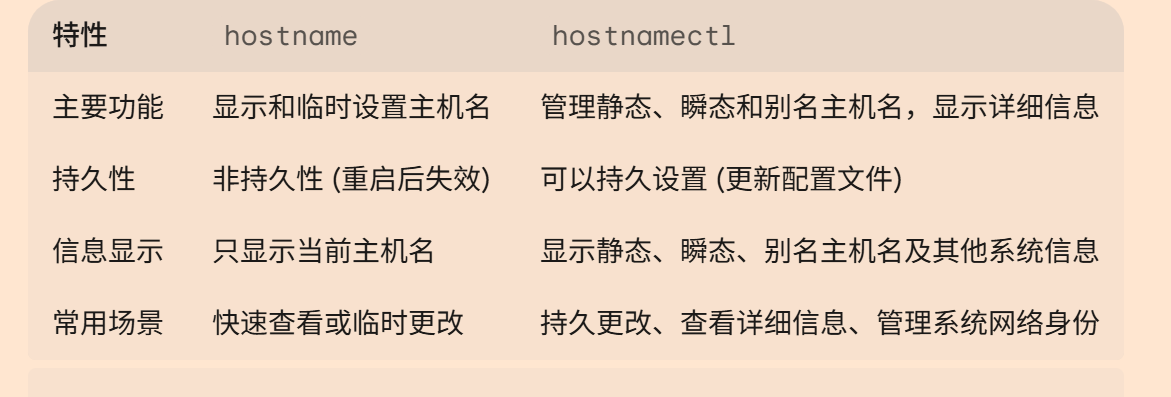 特性 hostname hostnamectl
主要功能 显示和临时设置主机名 管理静态、瞬态和别名主机名，显示详细信息
持久性 非持久性 (重启后失效) 可以持久设置 (更新配置文件)
信息显示 只显示当前主机名 显示静态、瞬态、别名主机名及其他系统信息
常用场景 快速查看或临时更改 持久更改、查看详细信息、管理系统网络身份